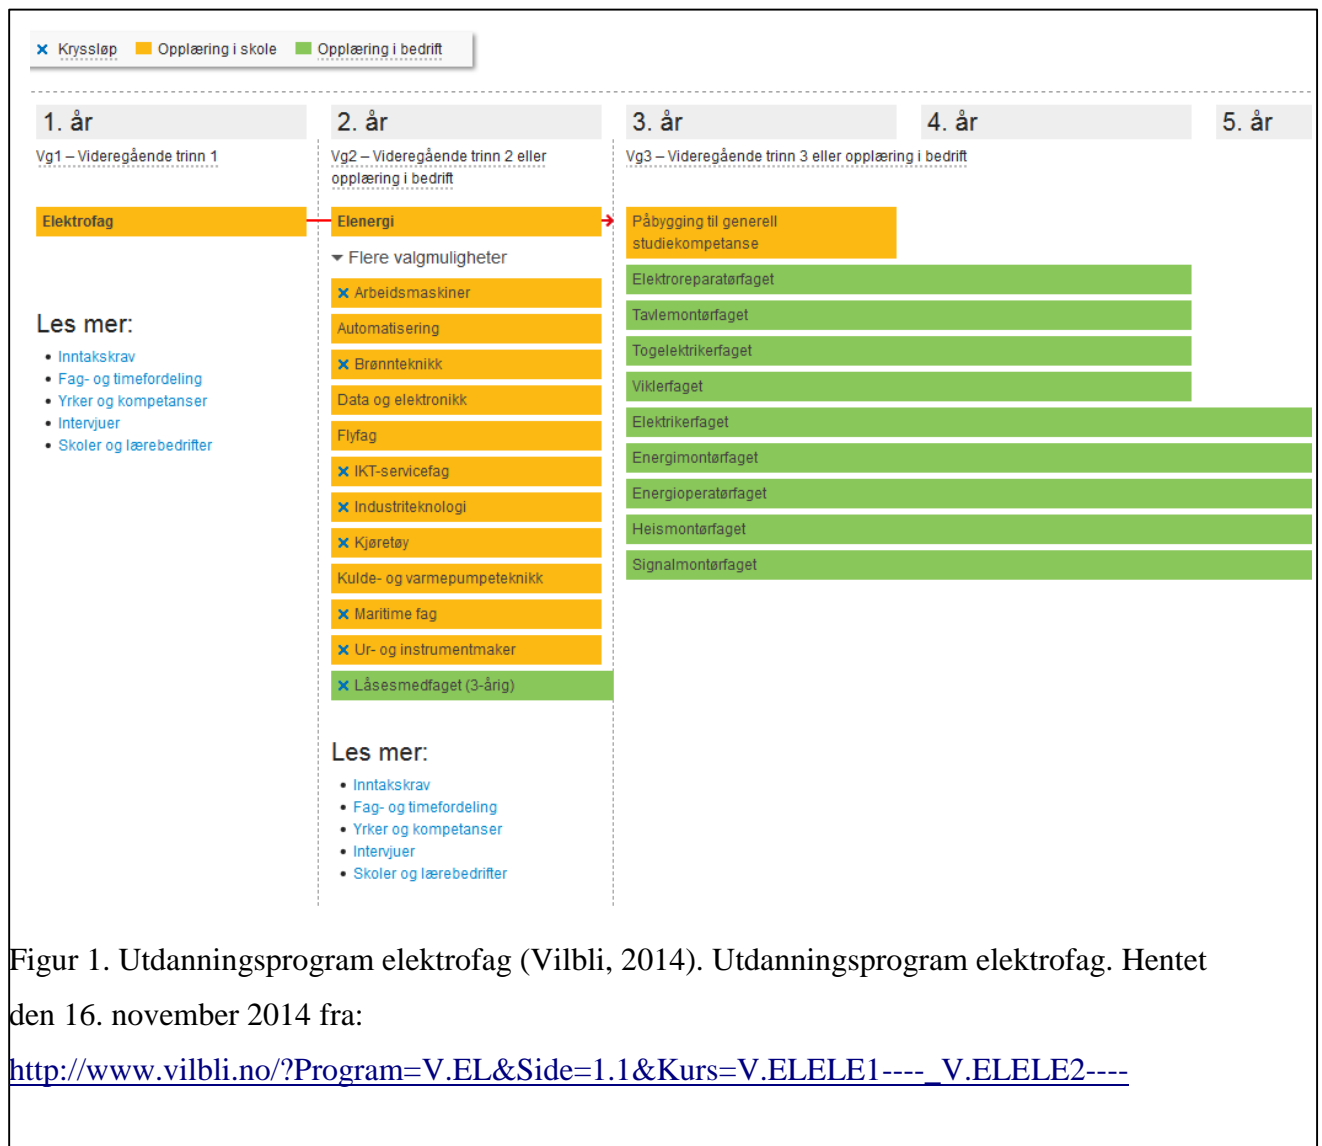 Kryssløp Opplæring i skole Opplæring i bedrift
1. år
2. år
3. år
4. år
5. år
Vg1 – Videregående trinn 1
Vg2 – Videregående trinn 2 eller
opplæring i bedrift
Vg3 – Videregående trinn 3 eller opplæring i bedrift
Elektrofag
Les mer:
• Inntakskrav
• Fag- og timefordeling
• Yrker og kompetanser
• Intervjuer
• Skoler og lærebedrifter
Elenergi
Flere valgmuligheter
Arbeidsmaskiner
Automatisering
Brønnteknikk
Data og elektronikk
Flyfag
IKT-servicefag
Industriteknologi
Kjøretøy
Kulde- og varmepumpeteknikk
Maritime fag
Ur- og instrumentmaker
Låsesmedfaget (3-årig)
Les mer:
• Inntakskrav
• Fag- og timefordeling
• Yrker og kompetanser
• Intervjuer
• Skoler og lærebedrifter
Påbygging til generell
studiekompetanse
Elektroreparatørfaget
Tavlemontørfaget
Togelektrikerfaget
Viklerfaget
Elektrikerfaget
Energimontørfaget
Energioperatørfaget
Heismontørfaget
Signalmontørfaget
Figur 1. Utdanningsprogram elektrofag (Vilbli, 2014). Utdanningsprogram elektrofag. Hentet
den 16. november 2014 fra:
http://www.vilbli.no/?Program=V.EL&Side=1.1&Kurs=V.ELELE1----_V.ELELE2----